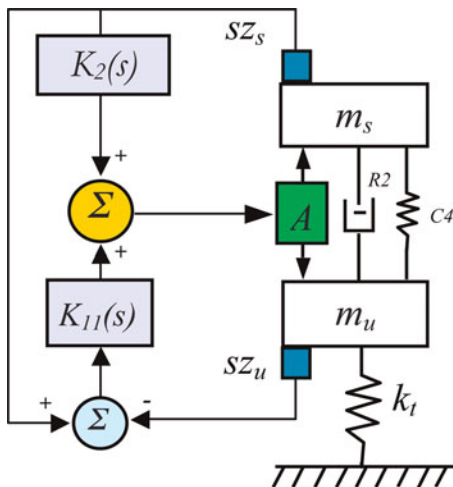 sz_s
K_2(s)
m_s
+
Σ
A
R2
C4
+
K_11(s)
m_u
sz_u
+
Σ
-
k_t